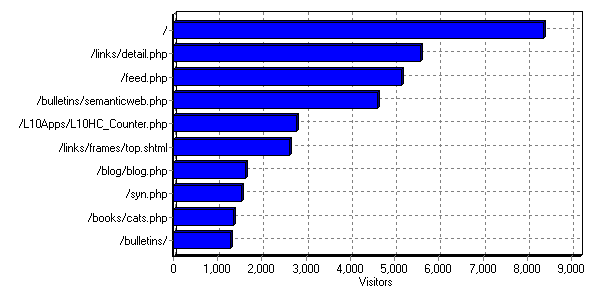 /
/links/detail.php
/feed.php
/bulletins/semanticweb.php
/L10Apps/L10HC_Counter.php
/links/frames/top.shtml
/blog/blog.php
/syn.php
/books/cats.php
/bulletins/
0 1,000 2,000 3,000 4,000 5,000 6,000 7,000 8,000 9,000
Visitors